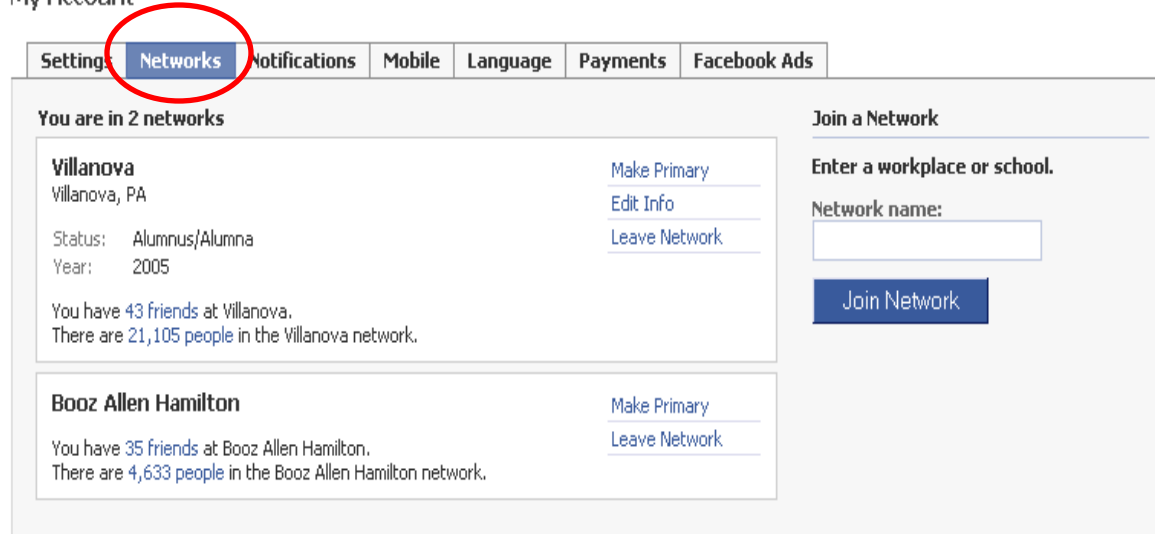 My Account
Settings Networks Notifications Mobile Language Payments Facebook Ads
You are in 2 networks
Villanova
Villanova, PA
Status: Alumnus/Alumna
Year: 2005
You have 43 friends at Villanova.
There are 21,105 people in the Villanova network.
Make Primary
Edit Info
Leave Network
Booz Allen Hamilton
You have 35 friends at Booz Allen Hamilton.
There are 4,633 people in the Booz Allen Hamilton network.
Make Primary
Leave Network
Join a Network
Enter a workplace or school.
Network name:
Join Network